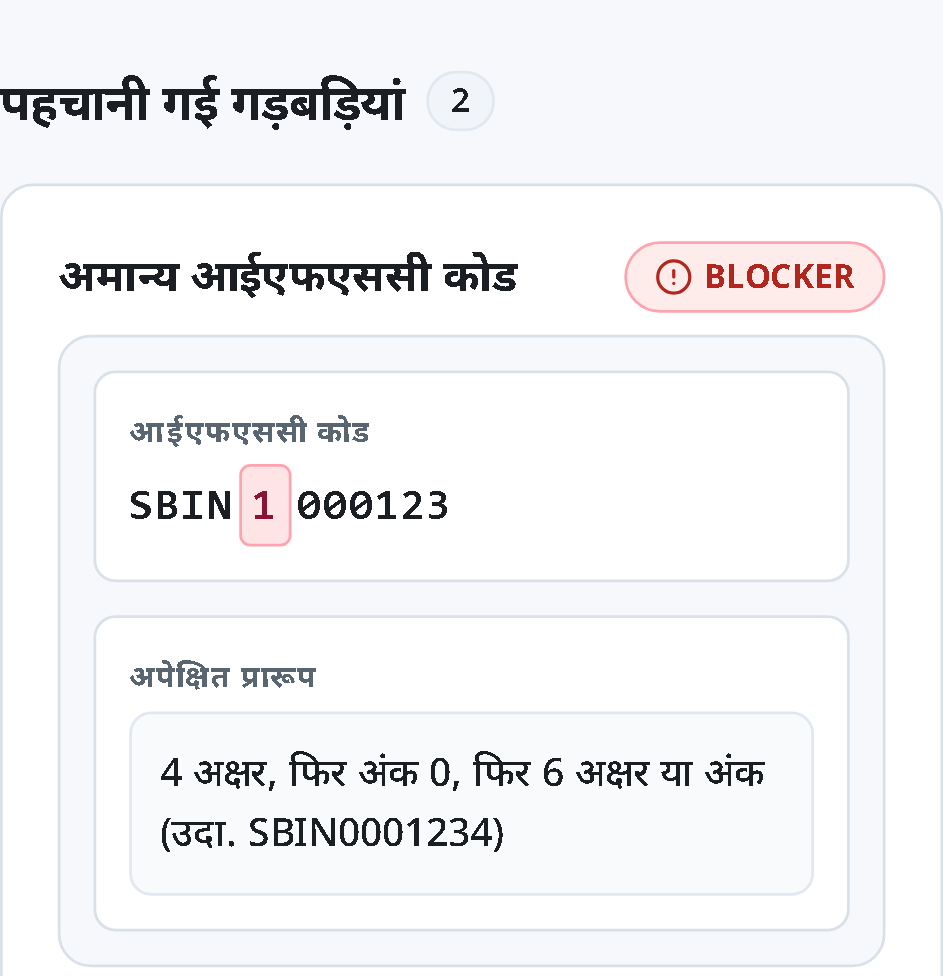 पहचानी गई गड़बड़ियां 2
अमान्य आईएफएससी कोड BLOCKER
आईएफएससी कोड
SBIN1000123
अपेक्षित प्रारूप
4 अक्षर, फिर अंक 0, फिर 6 अक्षर या अंक
(उदा. SBIN0001234)